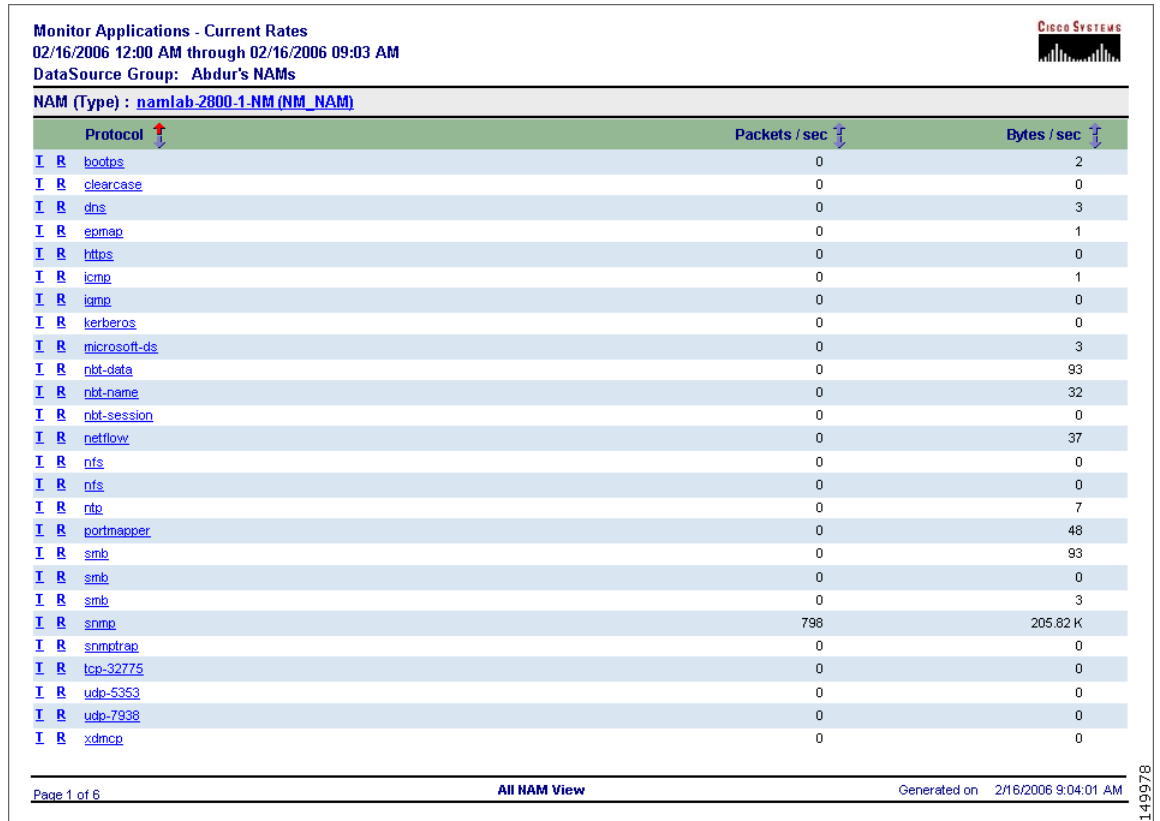 Monitor Applications - Current Rates
02/16/2006 12:00 AM through 02/16/2006 09:03 AM
DataSource Group: Abdur's NAMs
CISCO SYSTEMS
NAM (Type) : namlab-2800-1-NM (NM_NAM)
Protocol Packets / sec Bytes / sec
T R bootps 0 2
T R clearcase 0 0
T R dns 0 3
T R epmap 0 1
T R https 0 0
T R icmp 0 1
T R igmp 0 0
T R kerberos 0 0
T R microsoft-ds 0 3
T R nbt-data 0 93
T R nbt-name 0 32
T R nbt-session 0 0
T R netflow 0 37
T R nfs 0 0
T R nfs 0 0
T R ntp 0 7
T R portmapper 0 48
T R smb 0 93
T R smb 0 0
T R smb 0 3
T R snmp 798 205.82 K
T R snmptrap 0 0
T R tcp-32775 0 0
T R udp-5353 0 0
T R udp-7938 0 0
T R xdmcp 0 0
Page 1 of 6 All NAM View Generated on 2/16/2006 9:04:01 AM
149978